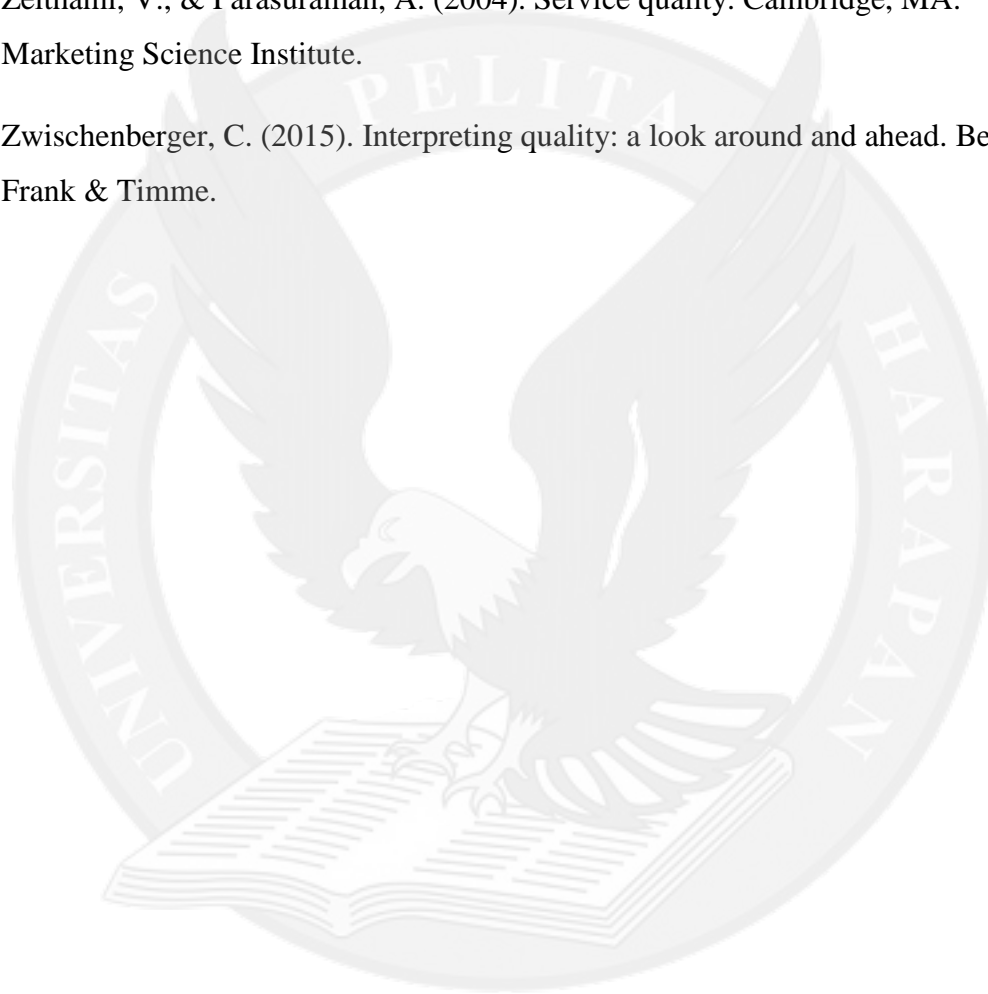 Zeithaml, V., & Parasuraman, A. (2004). Service quality. Cambridge, MA:
Marketing Science Institute.
Zwischenberger, C. (2015). Interpreting quality: a look around and ahead. Be
Frank & Timme.
UNIVERSITAS PELITA HARAPAN